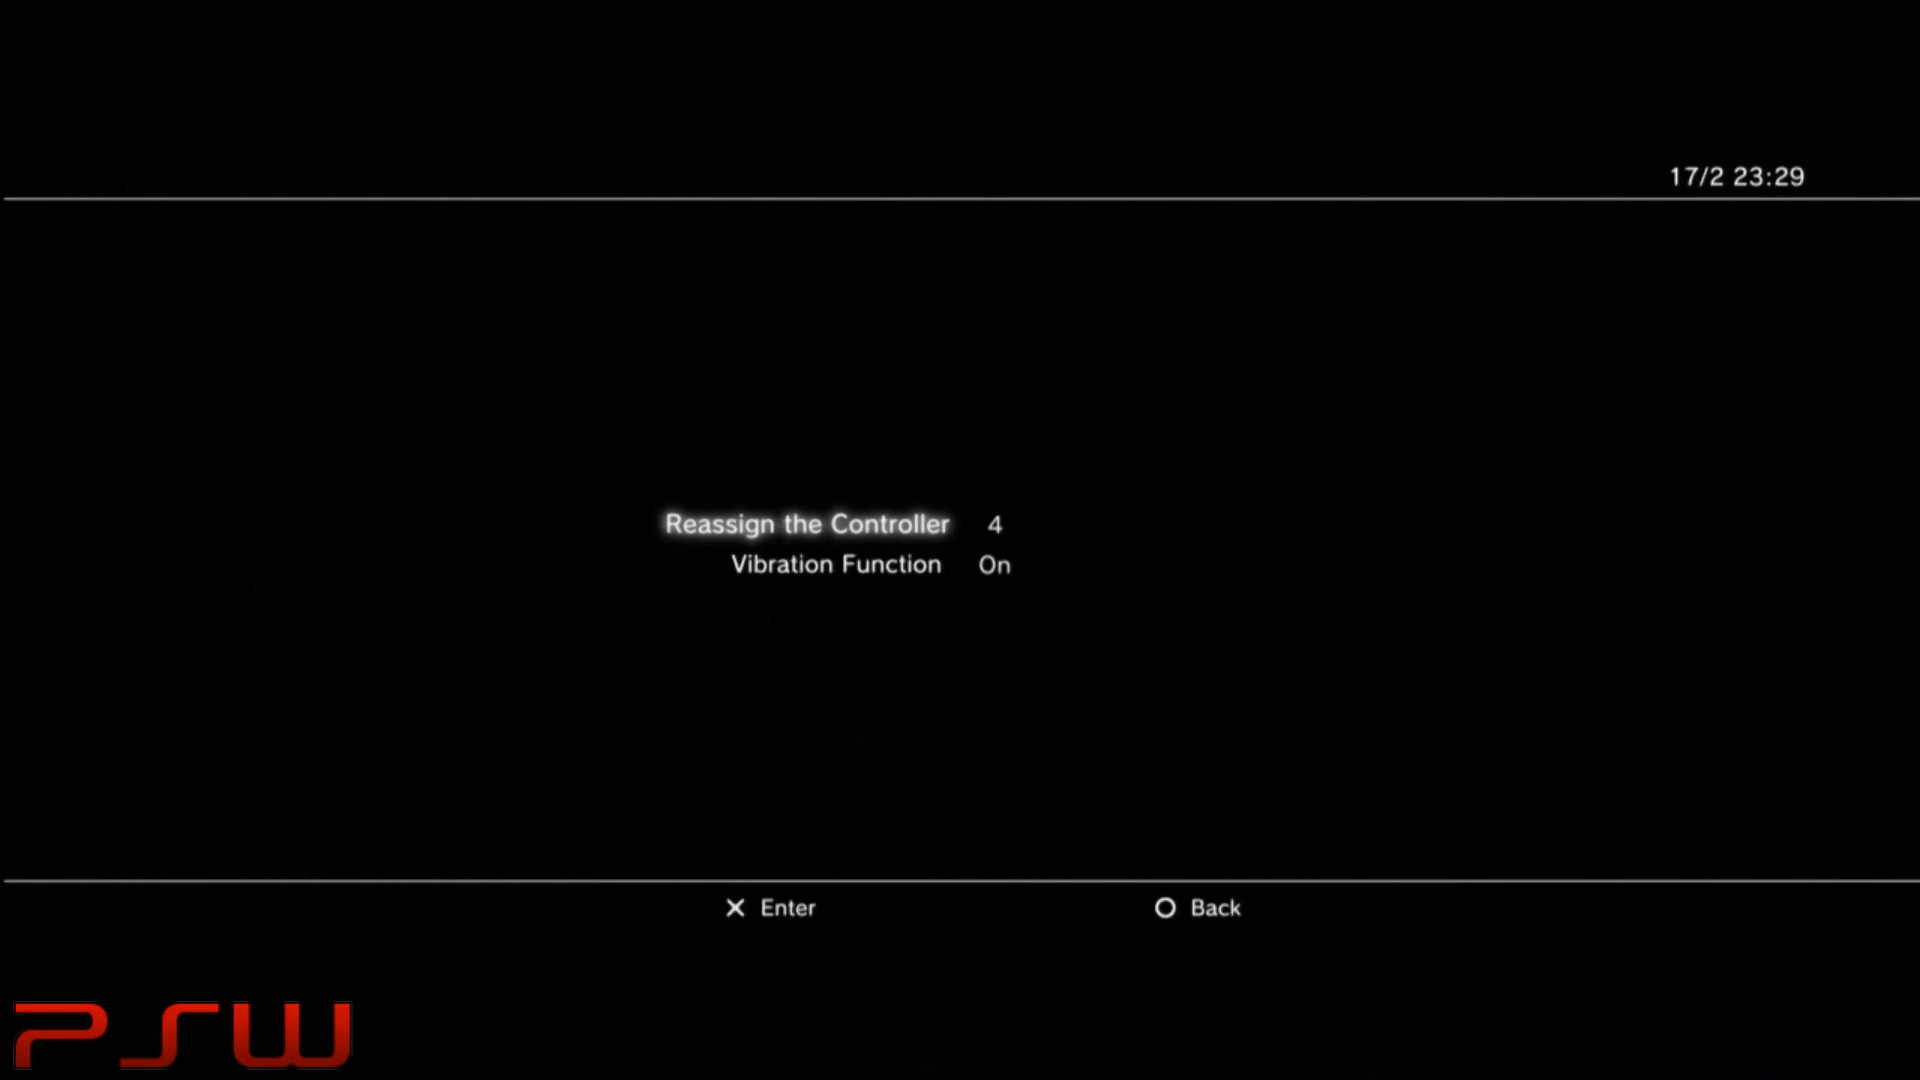 17/2 23:29
Reassign the Controller 4
Vibration Function On
X Enter
O Back
PSW